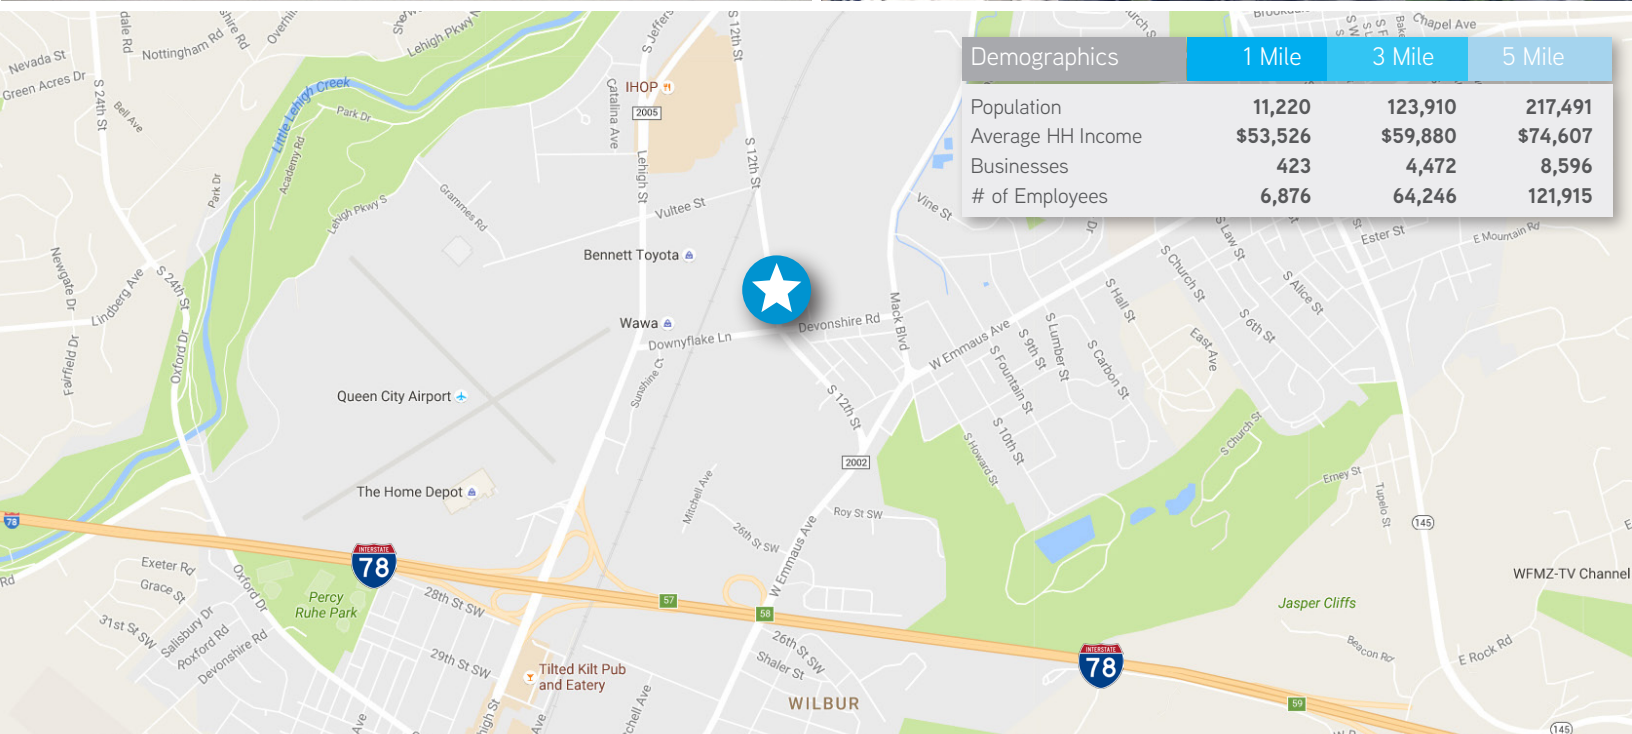 Demographics 1 Mile 3 Mile 5 Mile
Population 11,220 123,910 217,491
Average HH Income $53,526 $59,880 $74,607
Businesses 423 4,472 8,596
# of Employees 6,876 64,246 121,915
Nevada St
Green Acres Dr
S 24th St
Bell Ave
Nottingham Rd
Lehigh Pkwy N
Little Lehigh Creek
Park Dr
Academy Rd
Park Dr
Lehigh Pkwy S
Grammes Rd
S Jeffers
Catalina Ave
IHOP
2005
Lehigh St
S 12th St
S 12th St
Vultee St
Bennett Toyota
Wawa
Downyflake Ln
Devonshire Rd
Sunshine Ct
Mack Blvd
Vine St
Chapel Ave
S Law St
Ester St
E Mountain Rd
S Church St
S Alice St
S 6th St
S Hall St
East Ave
W Emmaus Ave
S 9th St
S Lumber St
S Carbon St
S Fountain St
S 10th St
S Howard St
S Church St
S 12th St
2002
Newgate Dr
Lindberg Ave
S 24th St
Fairfield Dr
Oxford Dr
Queen City Airport
The Home Depot
Mitchell Ave
26th St SW
Roy St SW
W Emmaus Ave
Erney St
Tupelo St
145
WFMZ-TV Channel
Jasper Cliffs
Beacon Rd
E Rock Rd
78
INTERSTATE
78
57
58
INTERSTATE
78
59
145
Rd
Exeter Rd
Grace St
31st St SW
Salisbury Dr
Roxford Rd
Devonshire Rd
Oxford Dr
Percy
Ruhe Park
28th St SW
29th St SW
Tilted Kilt Pub
and Eatery
26th St SW
Shaler St
WILBUR